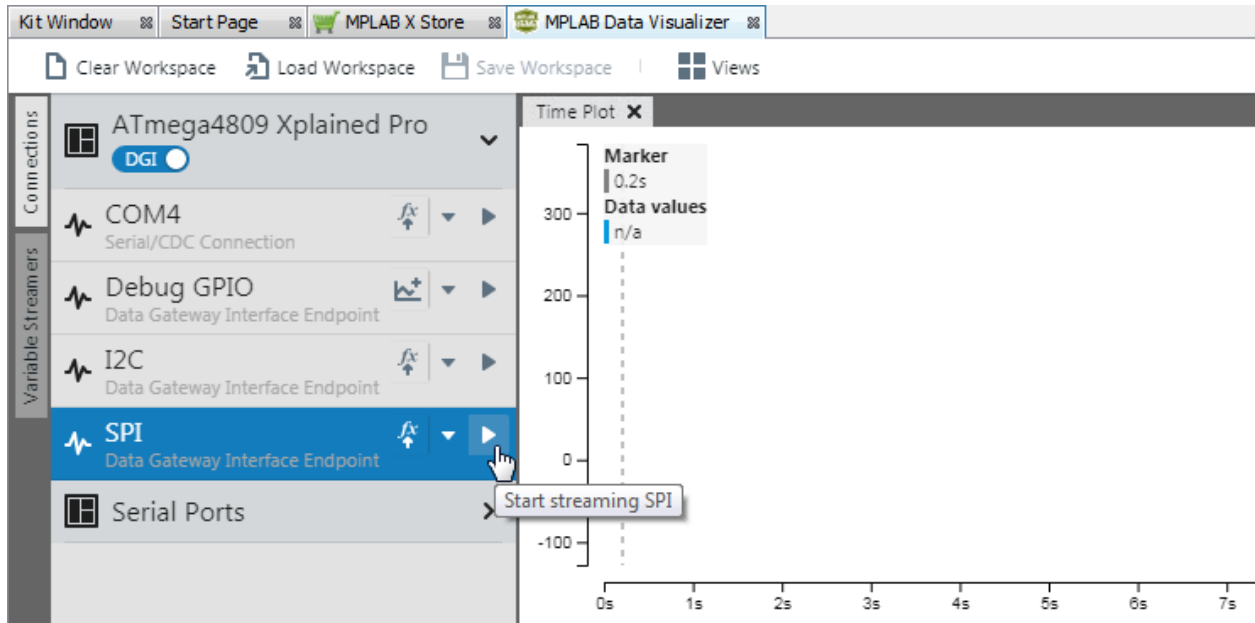 Kit Window Start Page MPLAB X Store MPLAB Data Visualizer
Clear Workspace Load Workspace Save Workspace Views
Connections
Variable Streamers
ATmega4809 Xplained Pro
DGI
COM4
Serial/CDC Connection
Debug GPIO
Data Gateway Interface Endpoint
I2C
Data Gateway Interface Endpoint
SPI
Data Gateway Interface Endpoint
Serial Ports
Start streaming SPI
Time Plot
Marker
0.2s
Data values
n/a
300
200
100
0
-100
0s 1s 2s 3s 4s 5s 6s 7s